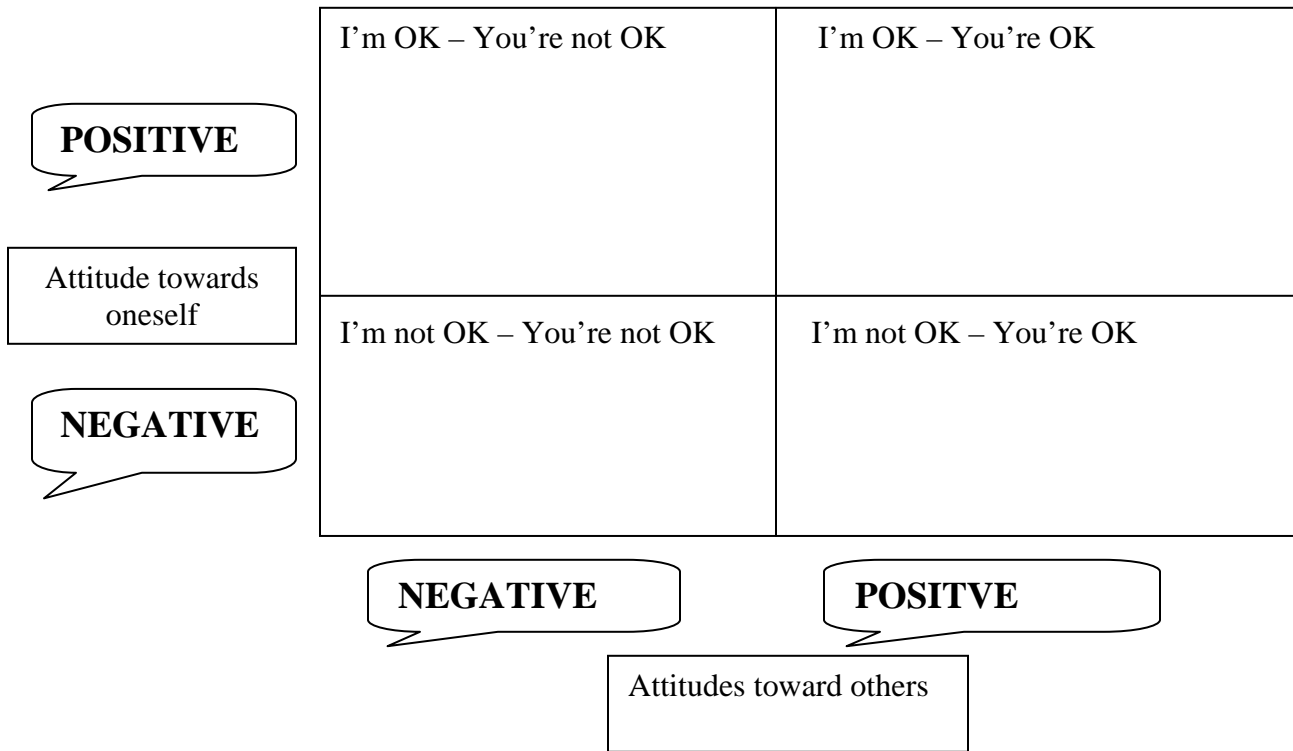 I’m OK – You’re not OK
I’m OK – You’re OK
POSITIVE
Attitude towards
oneself
I’m not OK – You’re not OK
I’m not OK – You’re OK
NEGATIVE
NEGATIVE
POSITVE
Attitudes toward others